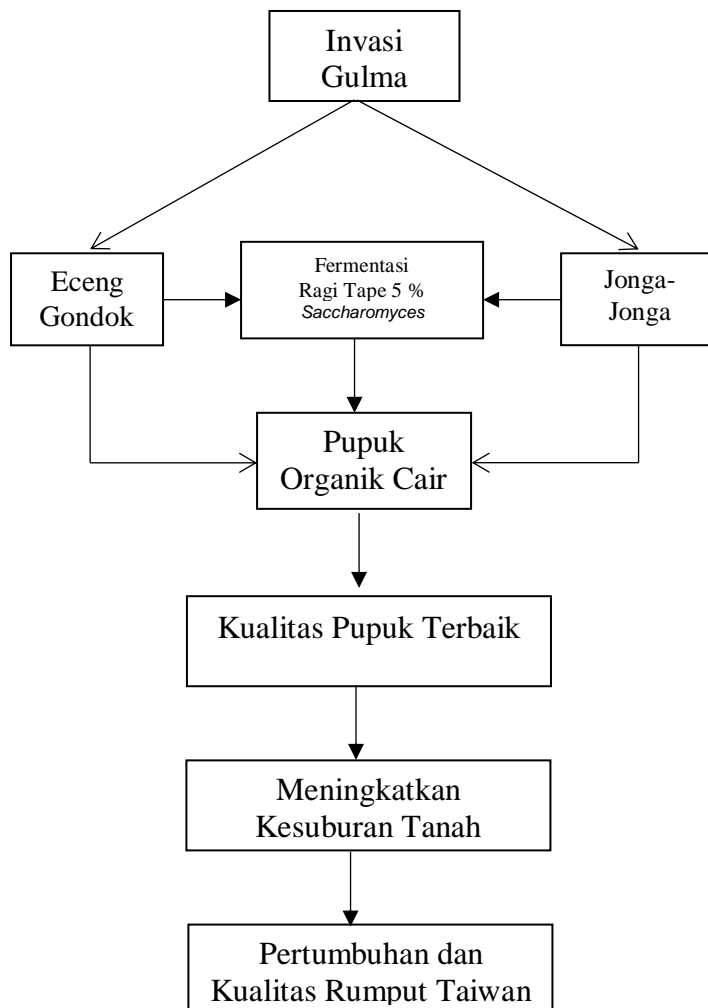 Invasi
Gulma
Eceng
Gondok
Fermentasi
Ragi Tape 5 %
Saccharomyces
Jonga-
Jonga
Pupuk
Organik Cair
Kualitas Pupuk Terbaik
Meningkatkan
Kesuburan Tanah
Pertumbuhan dan
Kualitas Rumput Taiwan